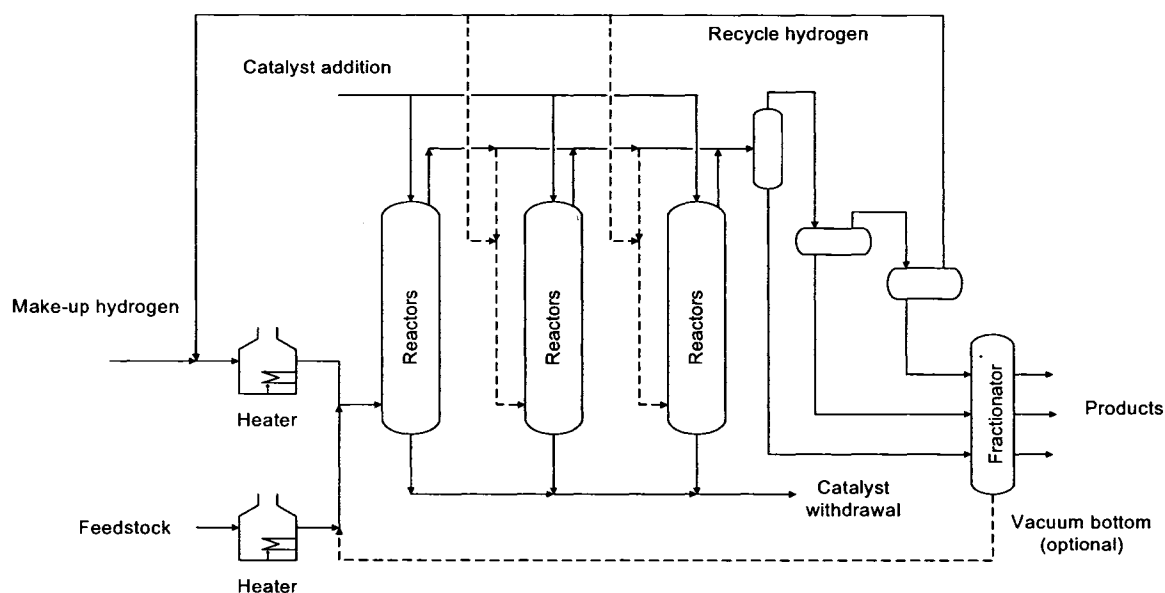 Recycle hydrogen
Catalyst addition
Make-up hydrogen
Reactors
Reactors
Reactors
Heater
Fractionator
Products
Catalyst
withdrawal
Feedstock
Vacuum bottom
(optional)
Heater